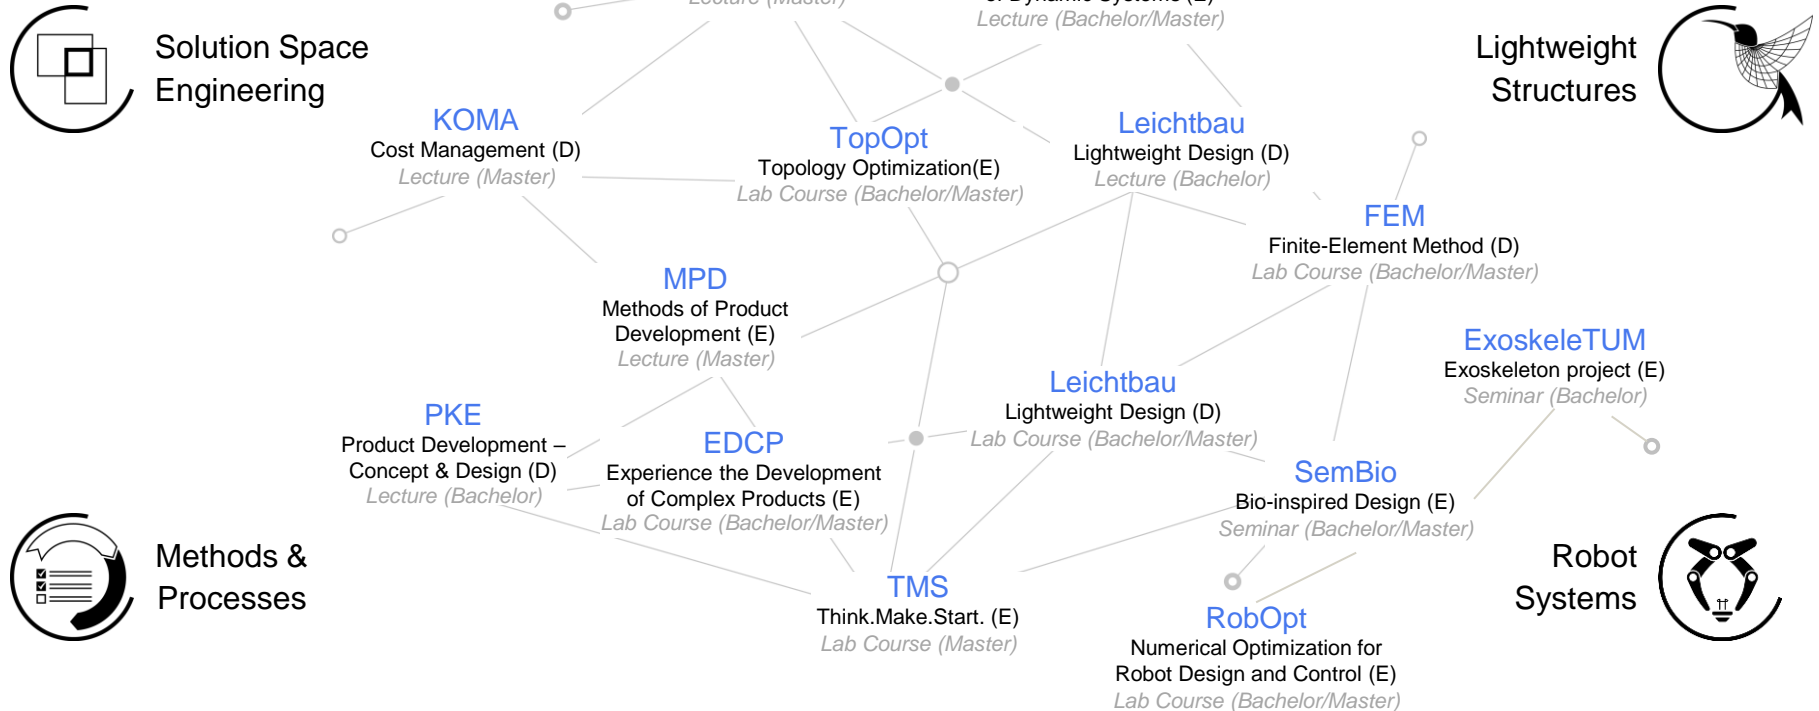 Lecture (Master)
of Dynamic Systems (E)
Lecture (Bachelor/Master)
Solution Space
Engineering
Lightweight
Structures
KOMA
Cost Management (D)
Lecture (Master)
TopOpt
Topology Optimization(E)
Lab Course (Bachelor/Master)
Leichtbau
Lightweight Design (D)
Lecture (Bachelor)
FEM
Finite-Element Method (D)
Lab Course (Bachelor/Master)
MPD
Methods of Product
Development (E)
Lecture (Master)
ExoskeleTUM
Exoskeleton project (E)
Seminar (Bachelor)
Leichtbau
Lightweight Design (D)
Lab Course (Bachelor/Master)
PKE
Product Development –
Concept & Design (D)
Lecture (Bachelor)
EDCP
Experience the Development
of Complex Products (E)
Lab Course (Bachelor/Master)
SemBio
Bio-inspired Design (E)
Seminar (Bachelor/Master)
Methods &
Processes
Robot
Systems
TMS
Think.Make.Start. (E)
Lab Course (Master)
RobOpt
Numerical Optimization for
Robot Design and Control (E)
Lab Course (Bachelor/Master)